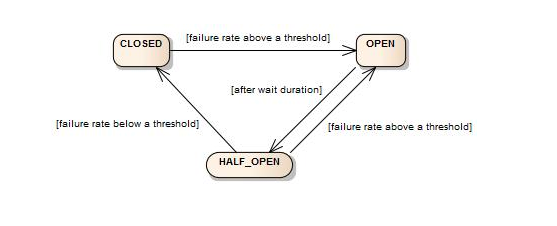 [failure rate above a threshold]
CLOSED
OPEN
[after wait duration]
[failure rate below a threshold]
[failure rate above a threshold]
HALF_OPEN